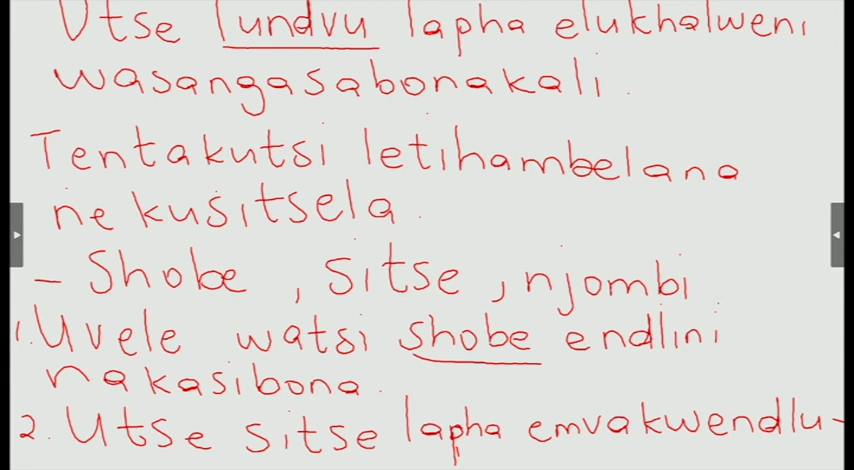 Utse lundvu lapha elukhalweni
wasangasabonakali.
Tentakutsi letihambelana
nekusitsela.
- Shobe, sitse, njombi
1. Uvele watsi shobe endlini
nakasibona.
2. Utse sitse lapha emvakwendlu-